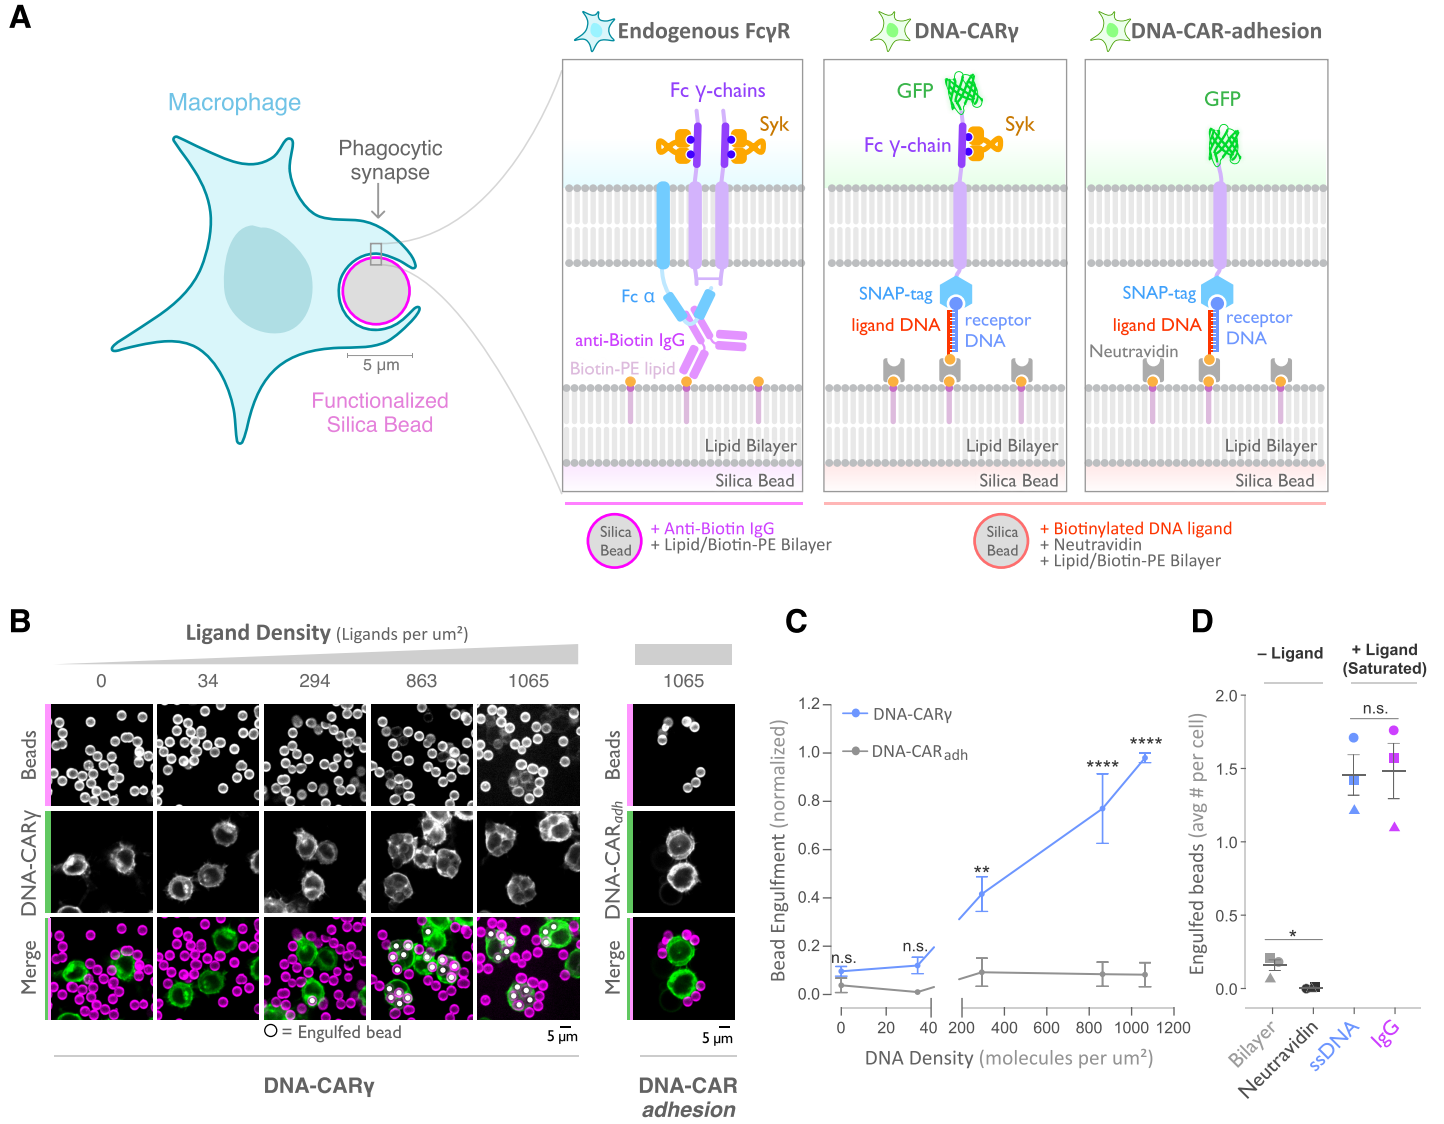 A
Macrophage
Phagocytic
synapse
5 µm
Functionalized
Silica Bead
Endogenous FcγR
Fc γ-chains
Syk
Fc α
anti-Biotin IgG
Biotin-PE lipid
Lipid Bilayer
Silica Bead
DNA-CARγ
GFP
Fc γ-chain
Syk
SNAP-tag
ligand DNA
receptor
DNA
Lipid Bilayer
Silica Bead
DNA-CAR-adhesion
GFP
SNAP-tag
ligand DNA
receptor
DNA
Neutravidin
Lipid Bilayer
Silica Bead
Silica
Bead
+ Anti-Biotin IgG
+ Lipid/Biotin-PE Bilayer
Silica
Bead
+ Biotinylated DNA ligand
+ Neutravidin
+ Lipid/Biotin-PE Bilayer
B
Ligand Density (Ligands per um²)
0 34 294 863 1065
1065
Beads
DNA-CARγ
Merge
Beads
DNA-CARadh
Merge
= Engulfed bead
5 µm
5 µm
DNA-CARγ
DNA-CAR
adhesion
C
Bead Engulfment (normalized)
1.2
1.0
0.8
0.6
0.4
0.2
0.0
DNA-CARγ
DNA-CARadh
n.s.
n.s.
**
****
****
0 20 40 200 400 600 800 1000 1200
DNA Density (molecules per um²)
D
– Ligand
+ Ligand
(Saturated)
Engulfed beads (avg # per cell)
2.0
1.5
1.0
0.5
0.0
n.s.
*
Bilayer
Neutravidin
ssDNA
IgG